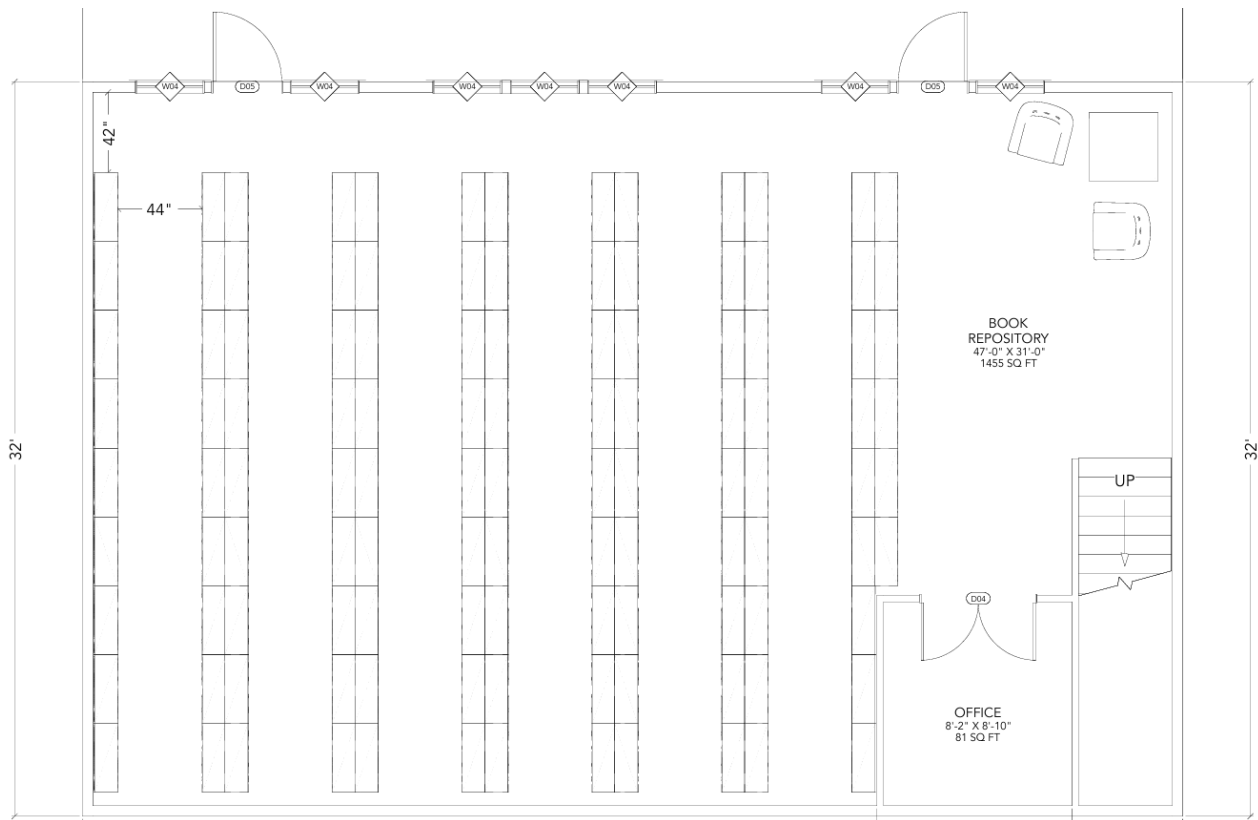 W04
D05
W04
W04
W04
W04
W04
D05
W04
42"
44"
BOOK
REPOSITORY
47'-0" X 31'-0"
1455 SQ FT
32'
32'
UP
D04
OFFICE
8'-2" X 8'-10"
81 SQ FT